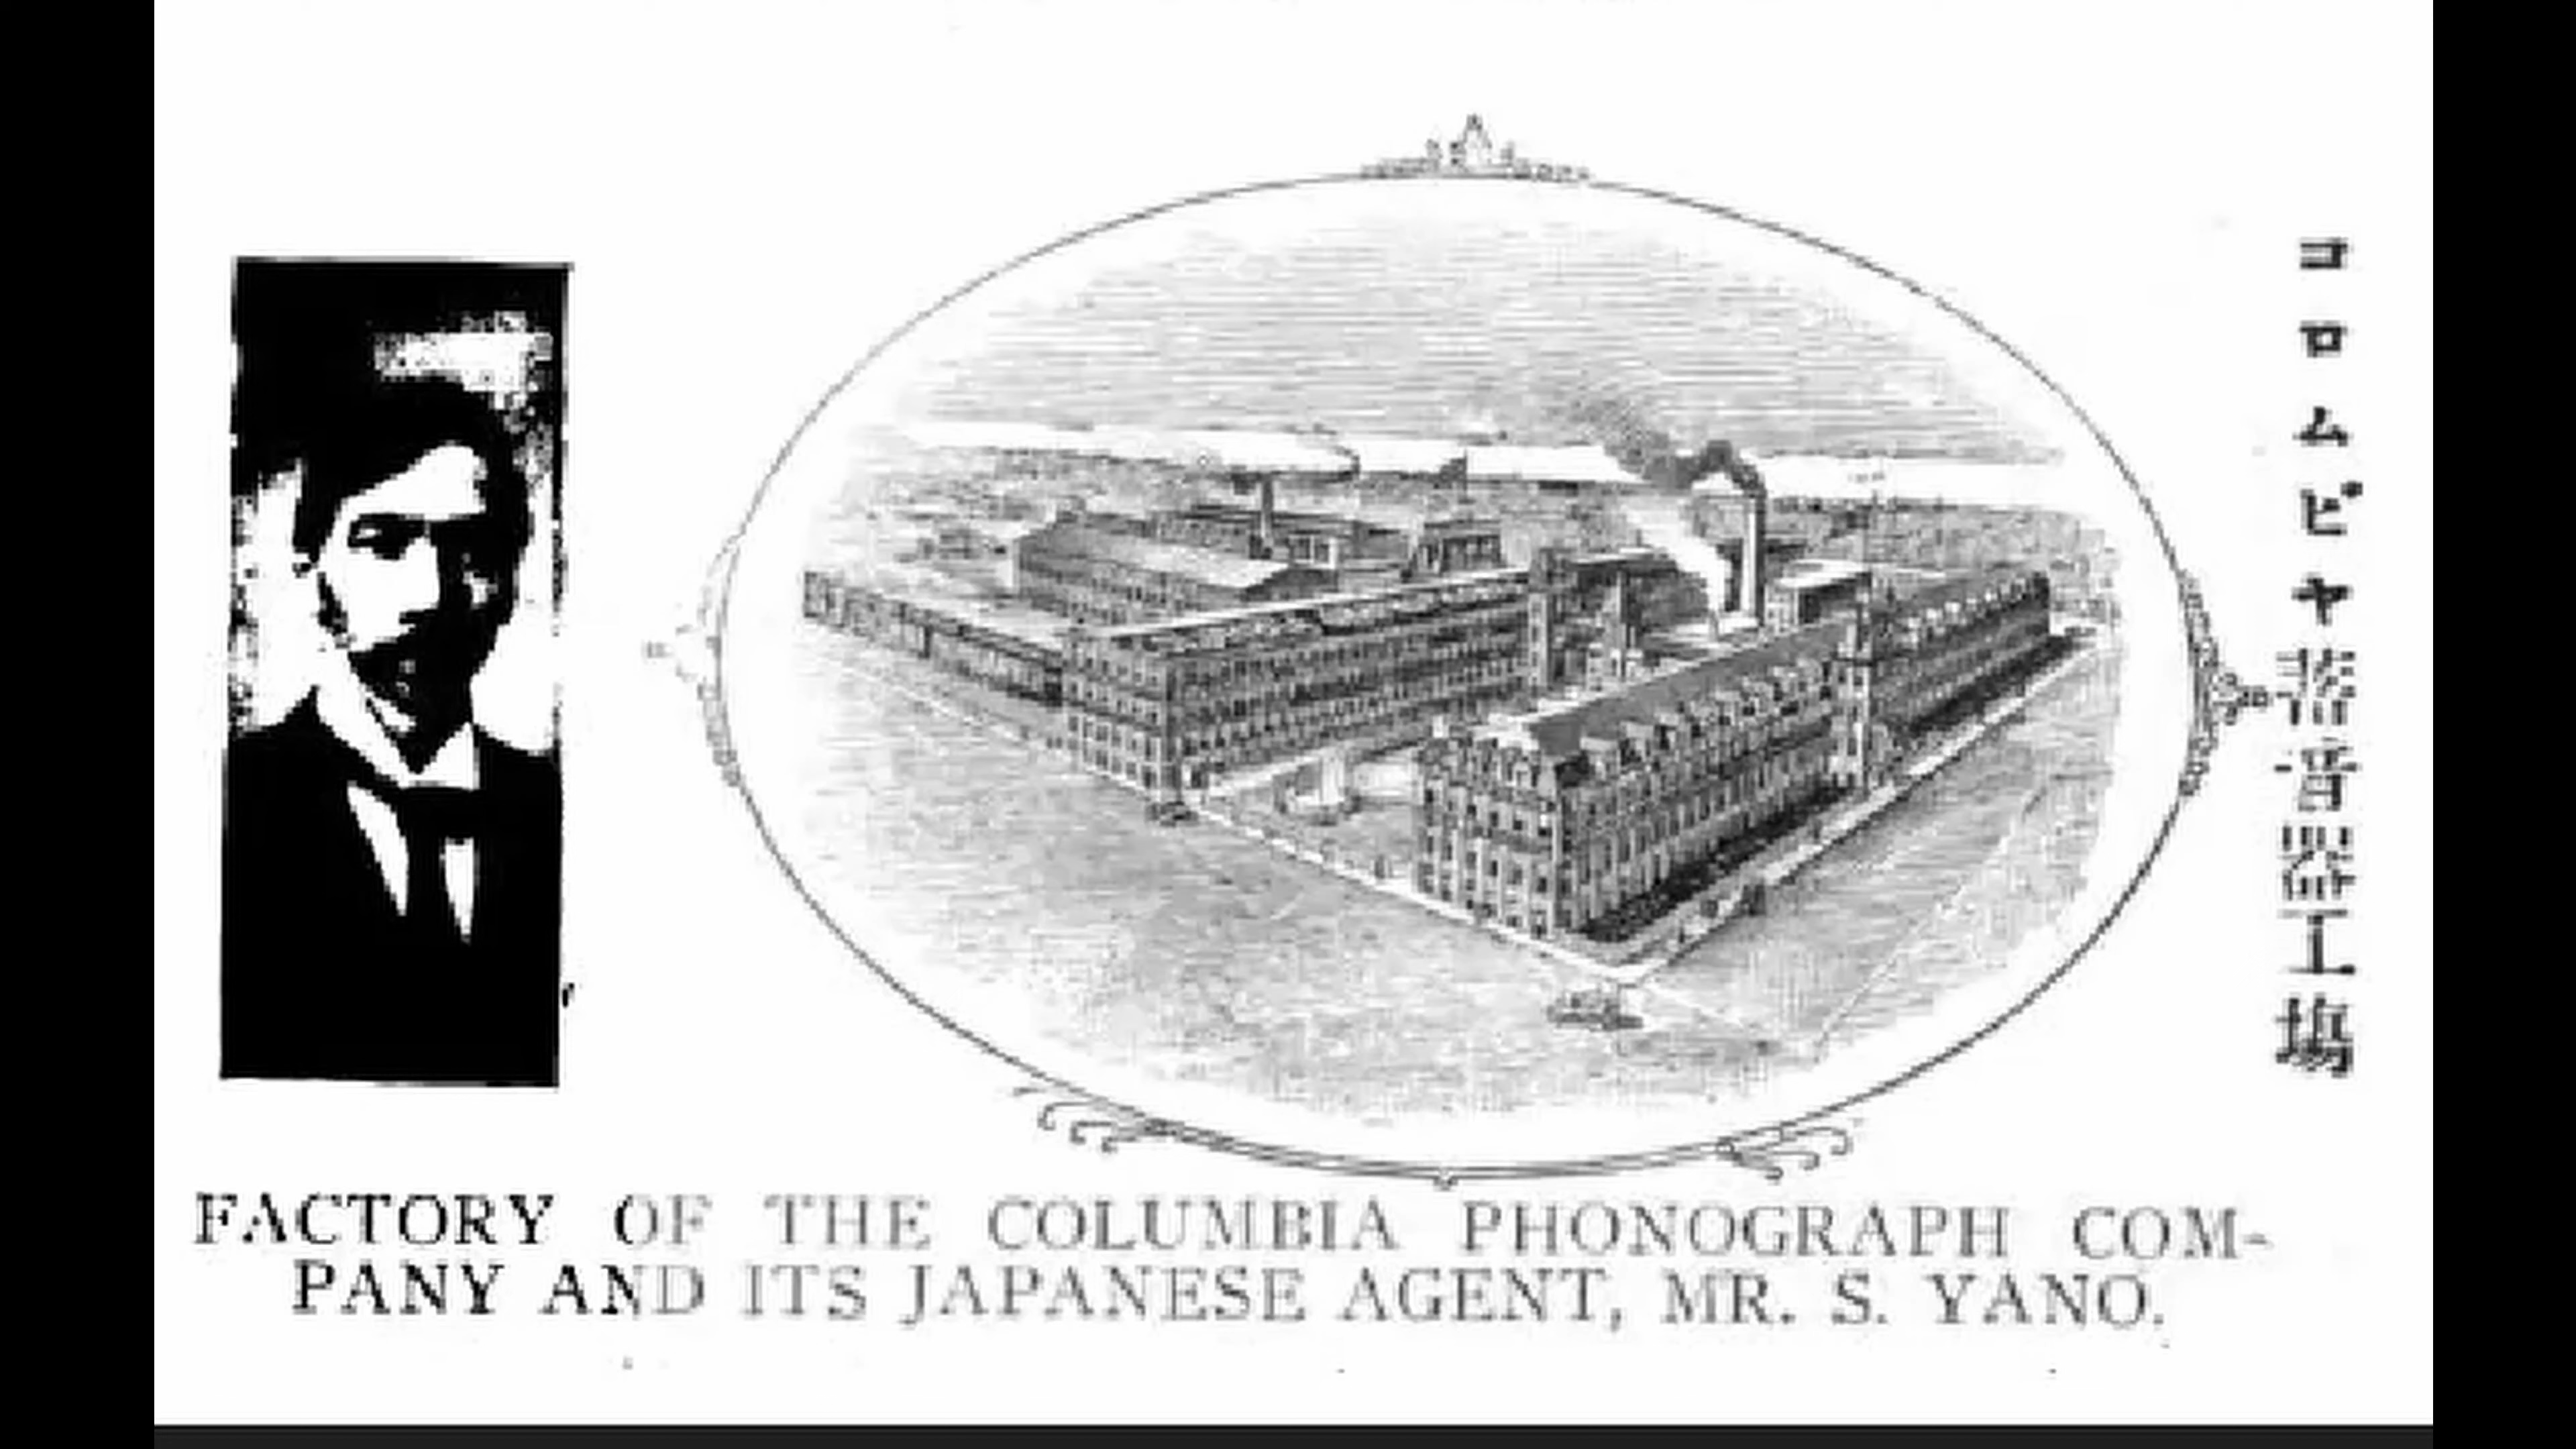 コロムビヤ蓄音器工場
FACTORY OF THE COLUMBIA PHONOGRAPH COM-
PANY AND ITS JAPANESE AGENT, MR. S. YANO.